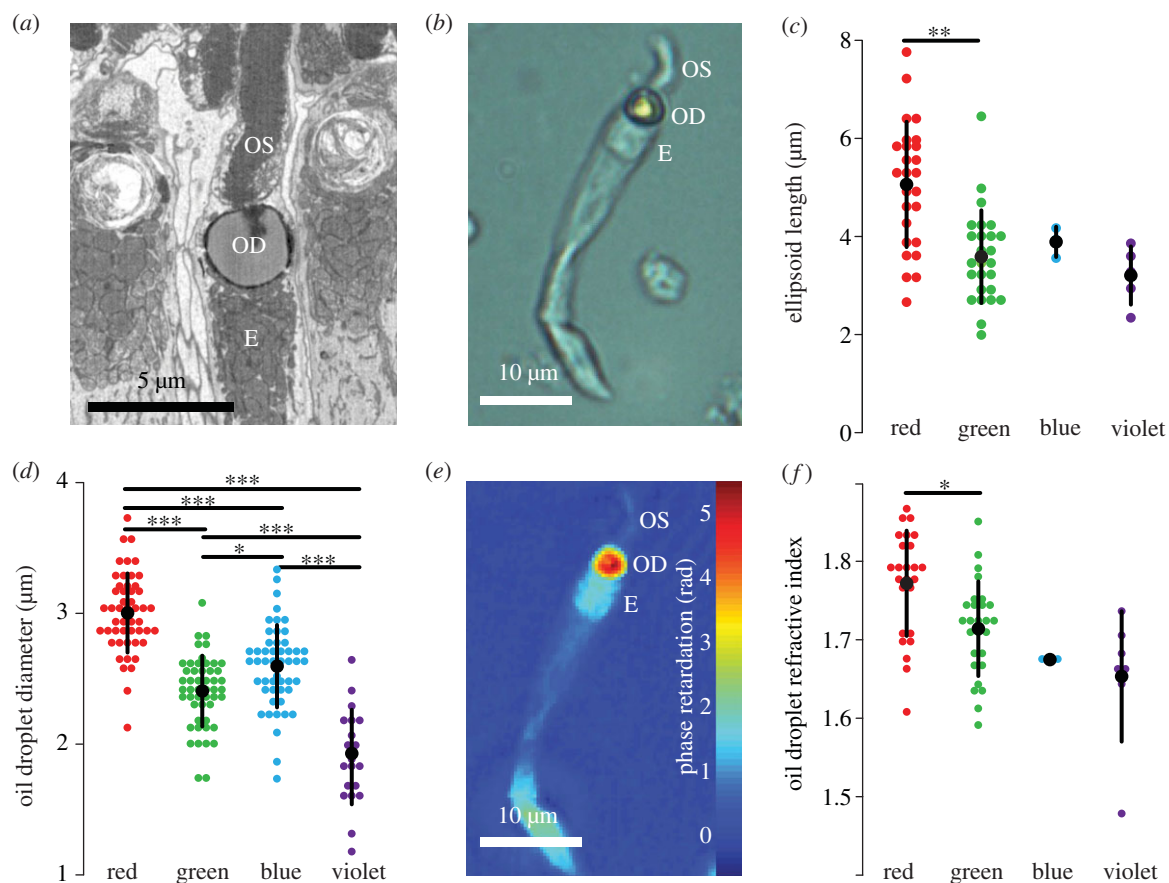 (a)
OS
OD
E
5 µm
(b)
OS
OD
E
10 µm
(c)
ellipsoid length (µm)
8
6
4
2
0
**
red green blue violet
(d)
oil droplet diameter (µm)
4
3
2
1
***
***
*** ***
* ***
red green blue violet
(e)
OS
OD
E
10 µm
phase retardation (rad)
5
4
3
2
1
0
(f)
oil droplet refractive index
1.8
1.7
1.6
1.5
*
red green blue violet